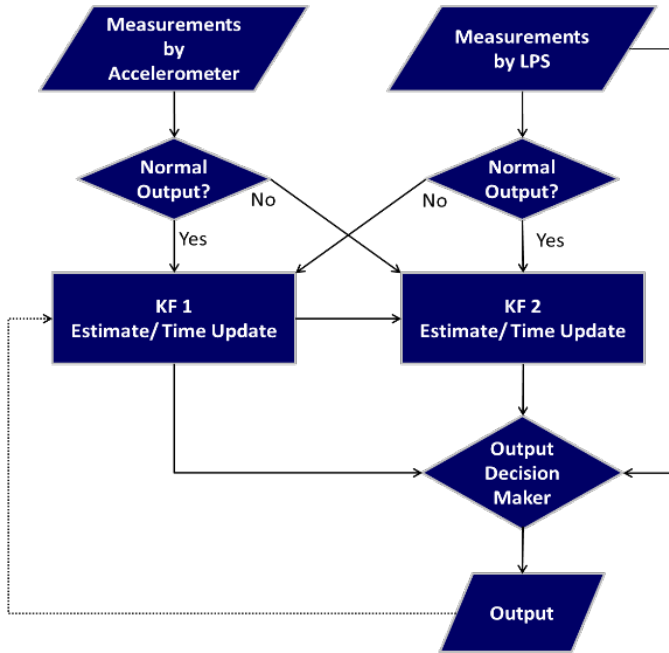 Measurements
by
Accelerometer
Measurements
by LPS
Normal
Output?
Normal
Output?
No
No
Yes
Yes
KF 1
Estimate/ Time Update
KF 2
Estimate/ Time Update
Output
Decision
Maker
Output